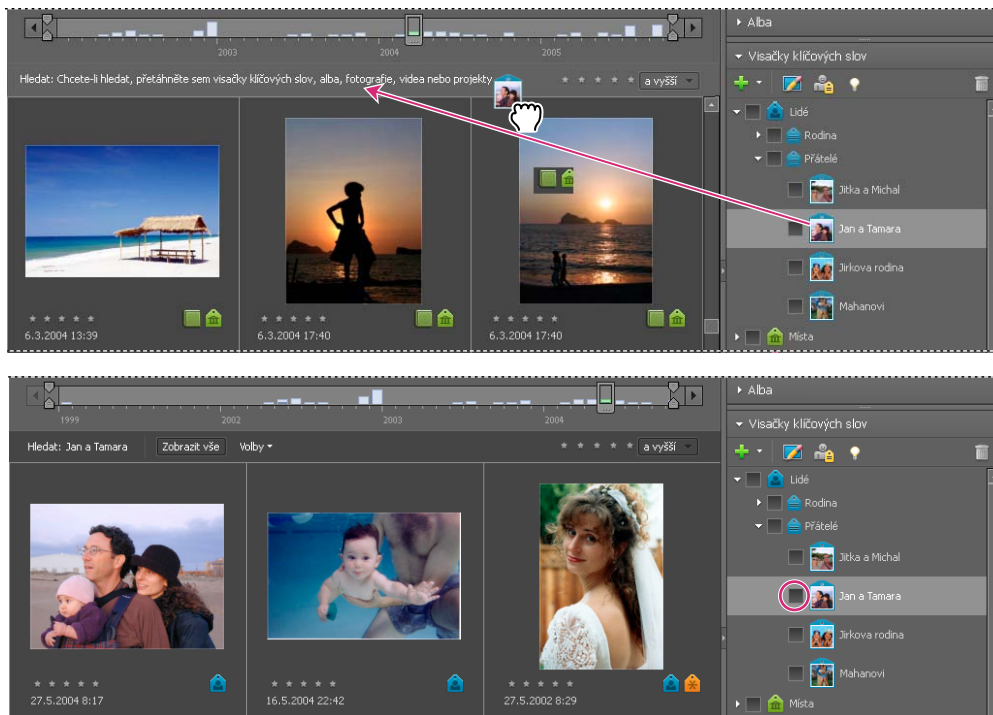 2003 2004 2005
Hledat: Chcete-li hledat, přetáhněte sem visačky klíčových slov, alba, fotografie, videa nebo projekty
a vyšší
6.3.2004 13:39
6.3.2004 17:40
6.3.2004 17:40
Alba
Visačky klíčových slov
Lidé
Rodina
Přátelé
Jitka a Michal
Jan a Tamara
Jirkova rodina
Mahanovi
Místa
1999 2002 2003 2004
Hledat: Jan a Tamara Zobrazit vše Volby
a vyšší
27.5.2004 8:17
16.5.2004 22:42
27.5.2002 8:29
Alba
Visačky klíčových slov
Lidé
Rodina
Přátelé
Jitka a Michal
Jan a Tamara
Jirkova rodina
Mahanovi
Místa